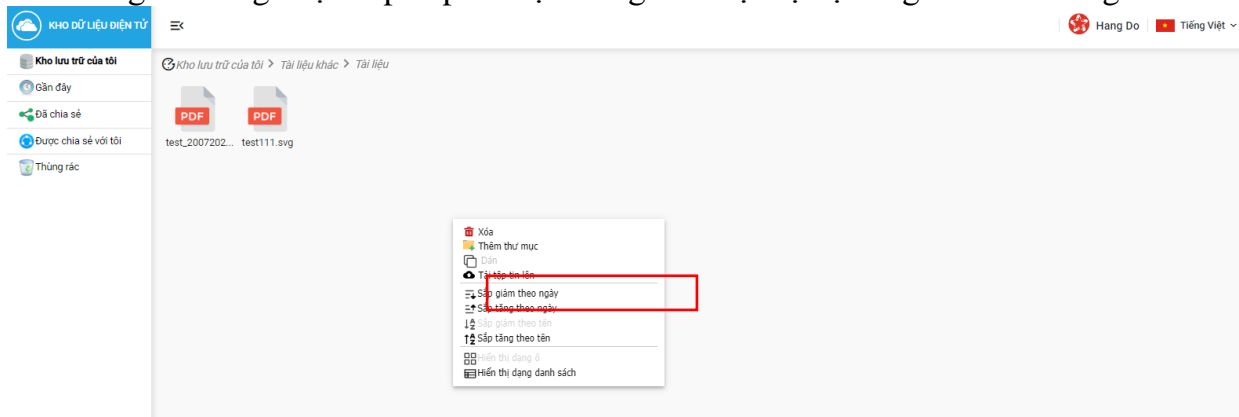 KHO DỮ LIỆU ĐIỆN TỬ
Hang Do
Tiếng Việt
Kho lưu trữ của tôi
Kho lưu trữ của tôi > Tài liệu khác > Tài liệu
Gần đây
Đã chia sẻ
Được chia sẻ với tôi
Thùng rác
PDF
PDF
test_2007202...
test111.svg
Xóa
Thêm thư mục
Dán
Tải tập tin lên
Sắp giảm theo ngày
Sắp tăng theo ngày
Sắp giảm theo tên
Sắp tăng theo tên
Hiển thị dạng ô
Hiển thị dạng danh sách